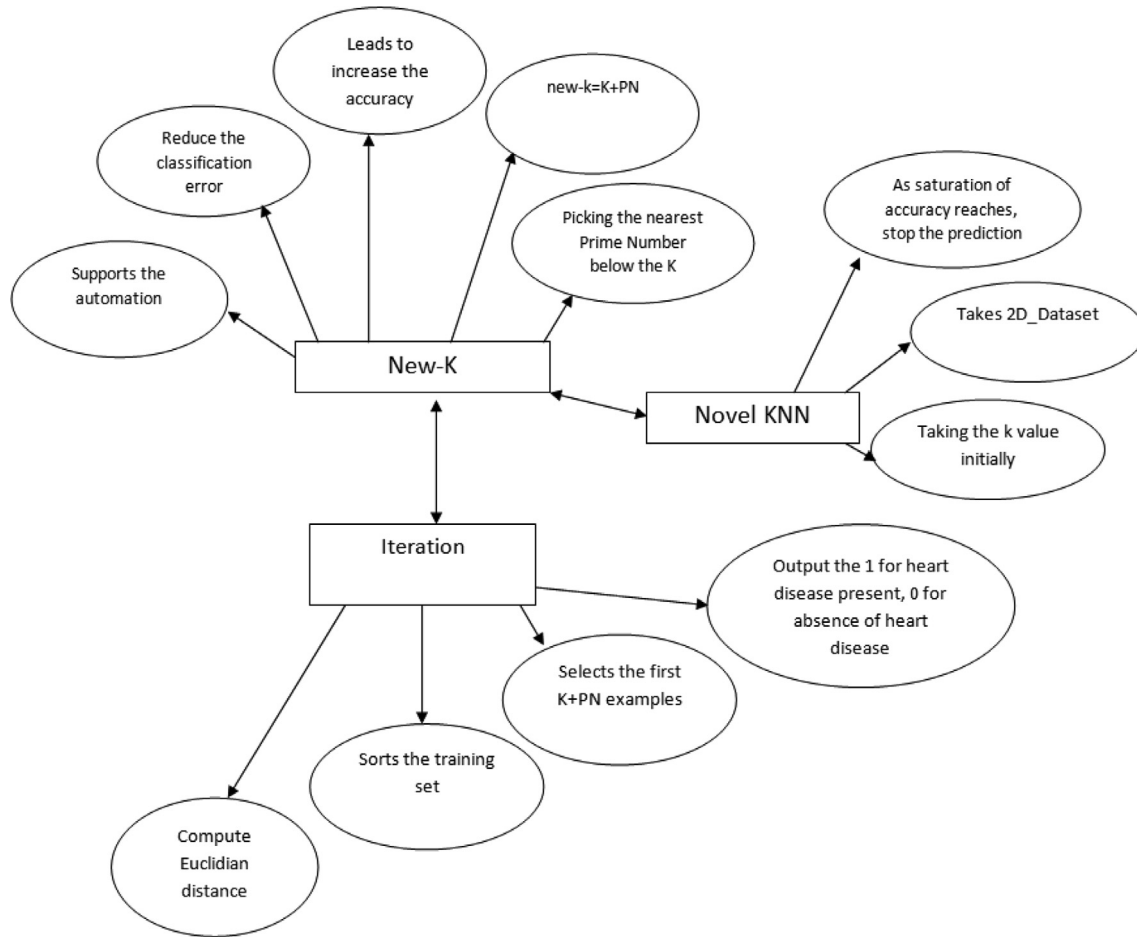 Leads to
increase the
accuracy
new-k=K+PN
Reduce the
classification
error
As saturation of
accuracy reaches,
stop the prediction
Picking the nearest
Prime Number
below the K
Supports the
automation
Takes 2D_Dataset
New-K
Novel KNN
Taking the k value
initially
Iteration
Output the 1 for heart
disease present, 0 for
absence of heart
disease
Selects the first
K+PN examples
Sorts the training
set
Compute
Euclidian
distance